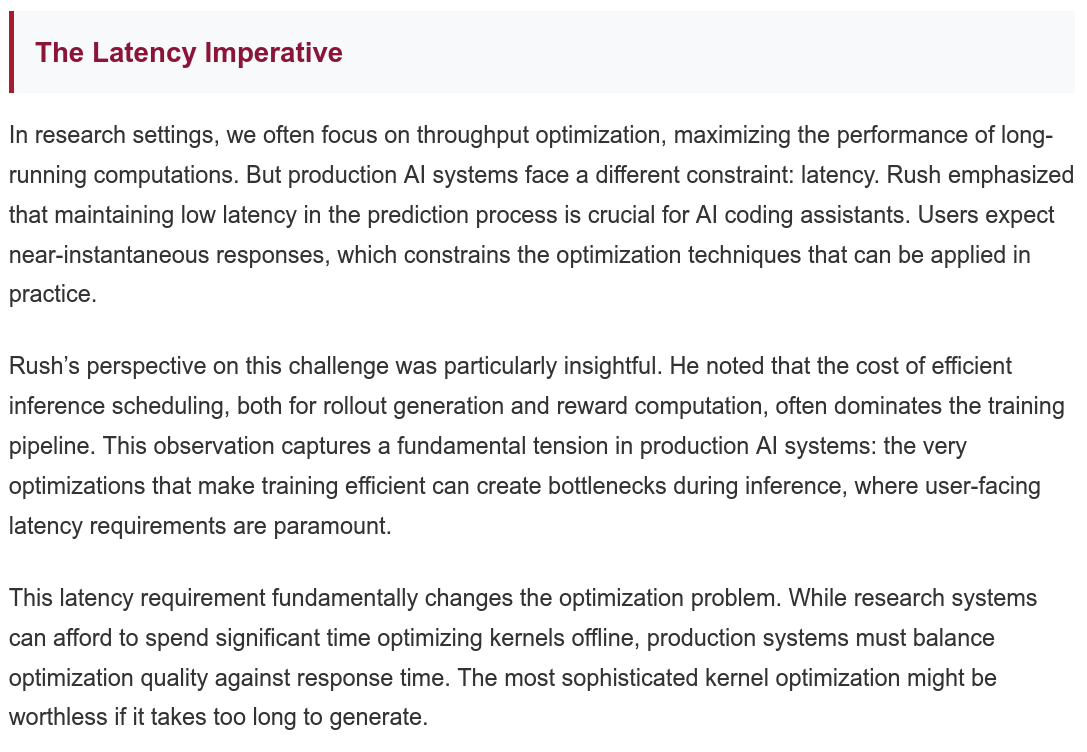 The Latency Imperative
In research settings, we often focus on throughput optimization, maximizing the performance of long-
running computations. But production AI systems face a different constraint: latency. Rush emphasized
that maintaining low latency in the prediction process is crucial for AI coding assistants. Users expect
near-instantaneous responses, which constrains the optimization techniques that can be applied in
practice.
Rush’s perspective on this challenge was particularly insightful. He noted that the cost of efficient
inference scheduling, both for rollout generation and reward computation, often dominates the training
pipeline. This observation captures a fundamental tension in production AI systems: the very
optimizations that make training efficient can create bottlenecks during inference, where user-facing
latency requirements are paramount.
This latency requirement fundamentally changes the optimization problem. While research systems
can afford to spend significant time optimizing kernels offline, production systems must balance
optimization quality against response time. The most sophisticated kernel optimization might be
worthless if it takes too long to generate.